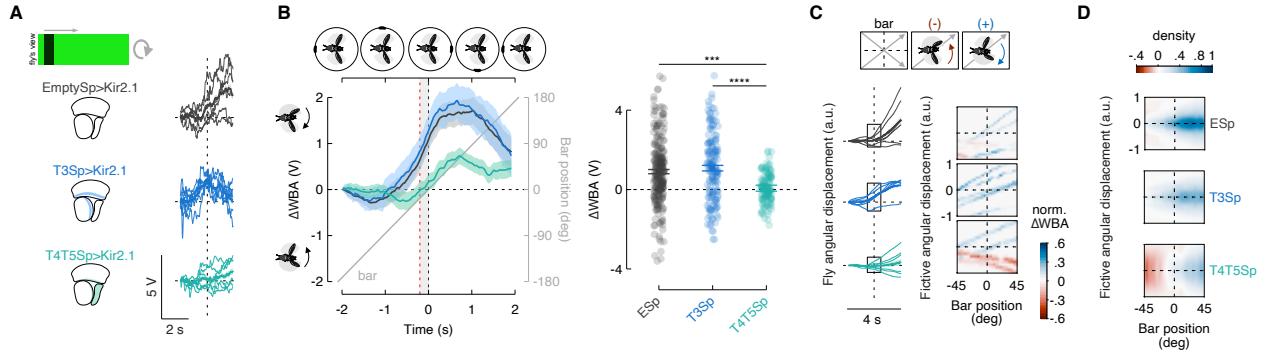 A
fly's view
EmptySp>Kir2.1
T3Sp>Kir2.1
T4T5Sp>Kir2.1
5 V
2 s
B
2
1
0
-1
-2
ΔWBA (V)
180
90
0
-90
-180
Bar position (deg)
bar
-2
-1
0
1
2
Time (s)
***
****
4
0
-4
ΔWBA (V)
ESp
T3Sp
T4T5Sp
C
bar
(-)
(+)
Fly angular displacement (a.u.)
4 s
Fictive angular displacement (a.u.)
1
0
-1
-45
0
45
Bar position
(deg)
norm.
ΔWBA
.6
.3
0
-.3
-.6
D
density
-.4
0
.6
.8
1
Fictive angular displacement (a.u.)
1
0
-1
ESp
T3Sp
T4T5Sp
-45
0
45
Bar position
(deg)